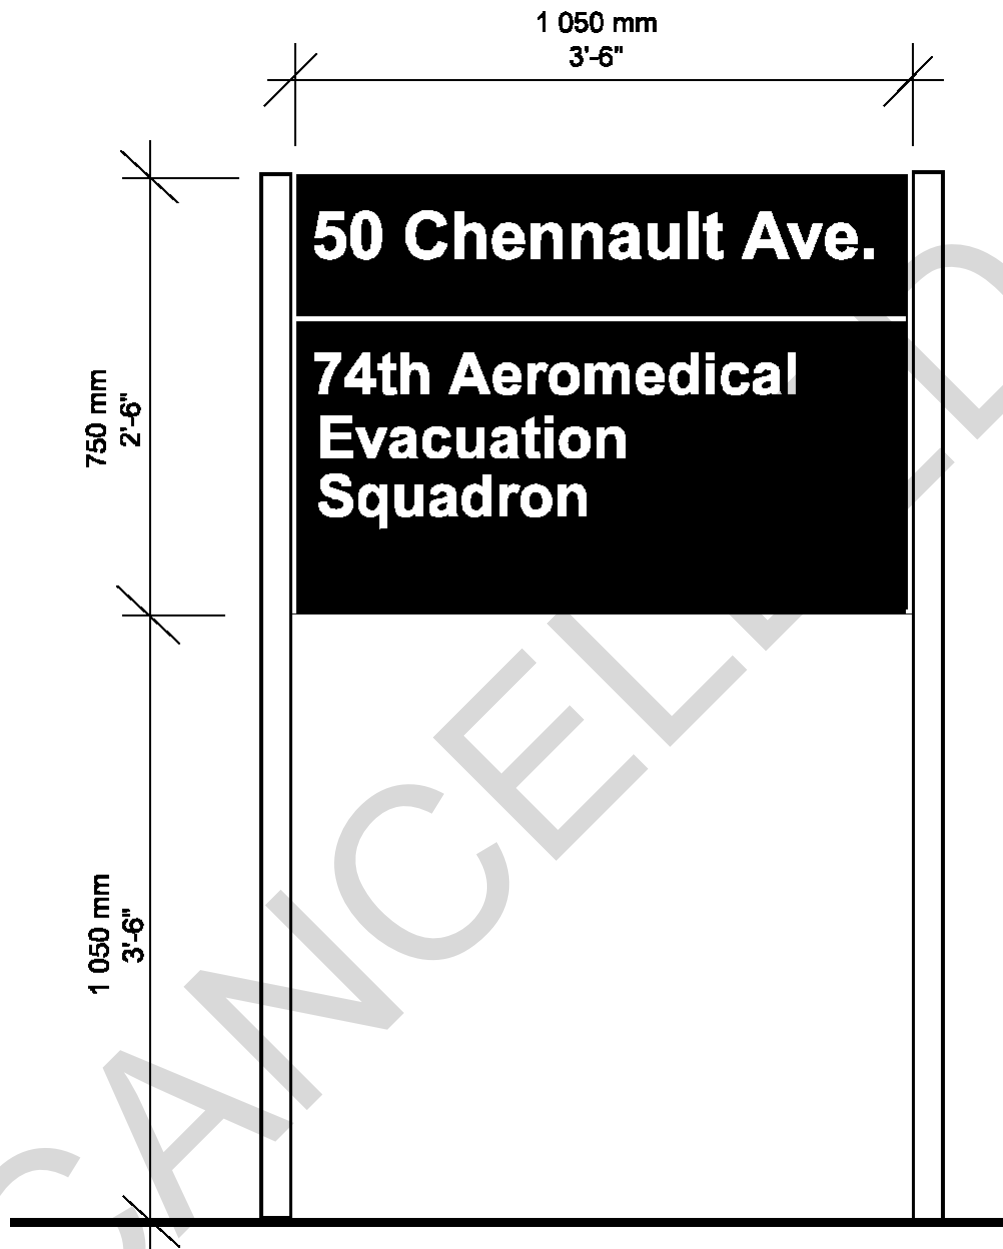 1 050 mm
3'-6"
50 Chennault Ave.
74th Aeromedical
Evacuation
Squadron
750 mm
2'-6"
1 050 mm
3'-6"
CANCELLED